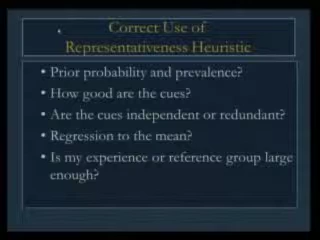 Correct Use of
Representativeness Heuristic
• Prior probability and prevalence?
• How good are the cues?
• Are the cues independent or redundant?
• Regression to the mean?
• Is my experience or reference group large
enough?